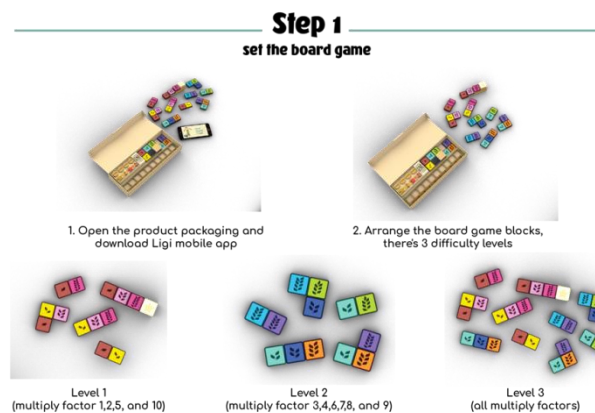 Step 1
set the board game
1. Open the product packaging and
download Ligi mobile app
2. Arrange the board game blocks,
there's 3 difficulty levels
Level 1
(multiply factor 1,2,5, and 10)
Level 2
(multiply factor 3,4,6,7,8, and 9)
Level 3
(all multiply factors)